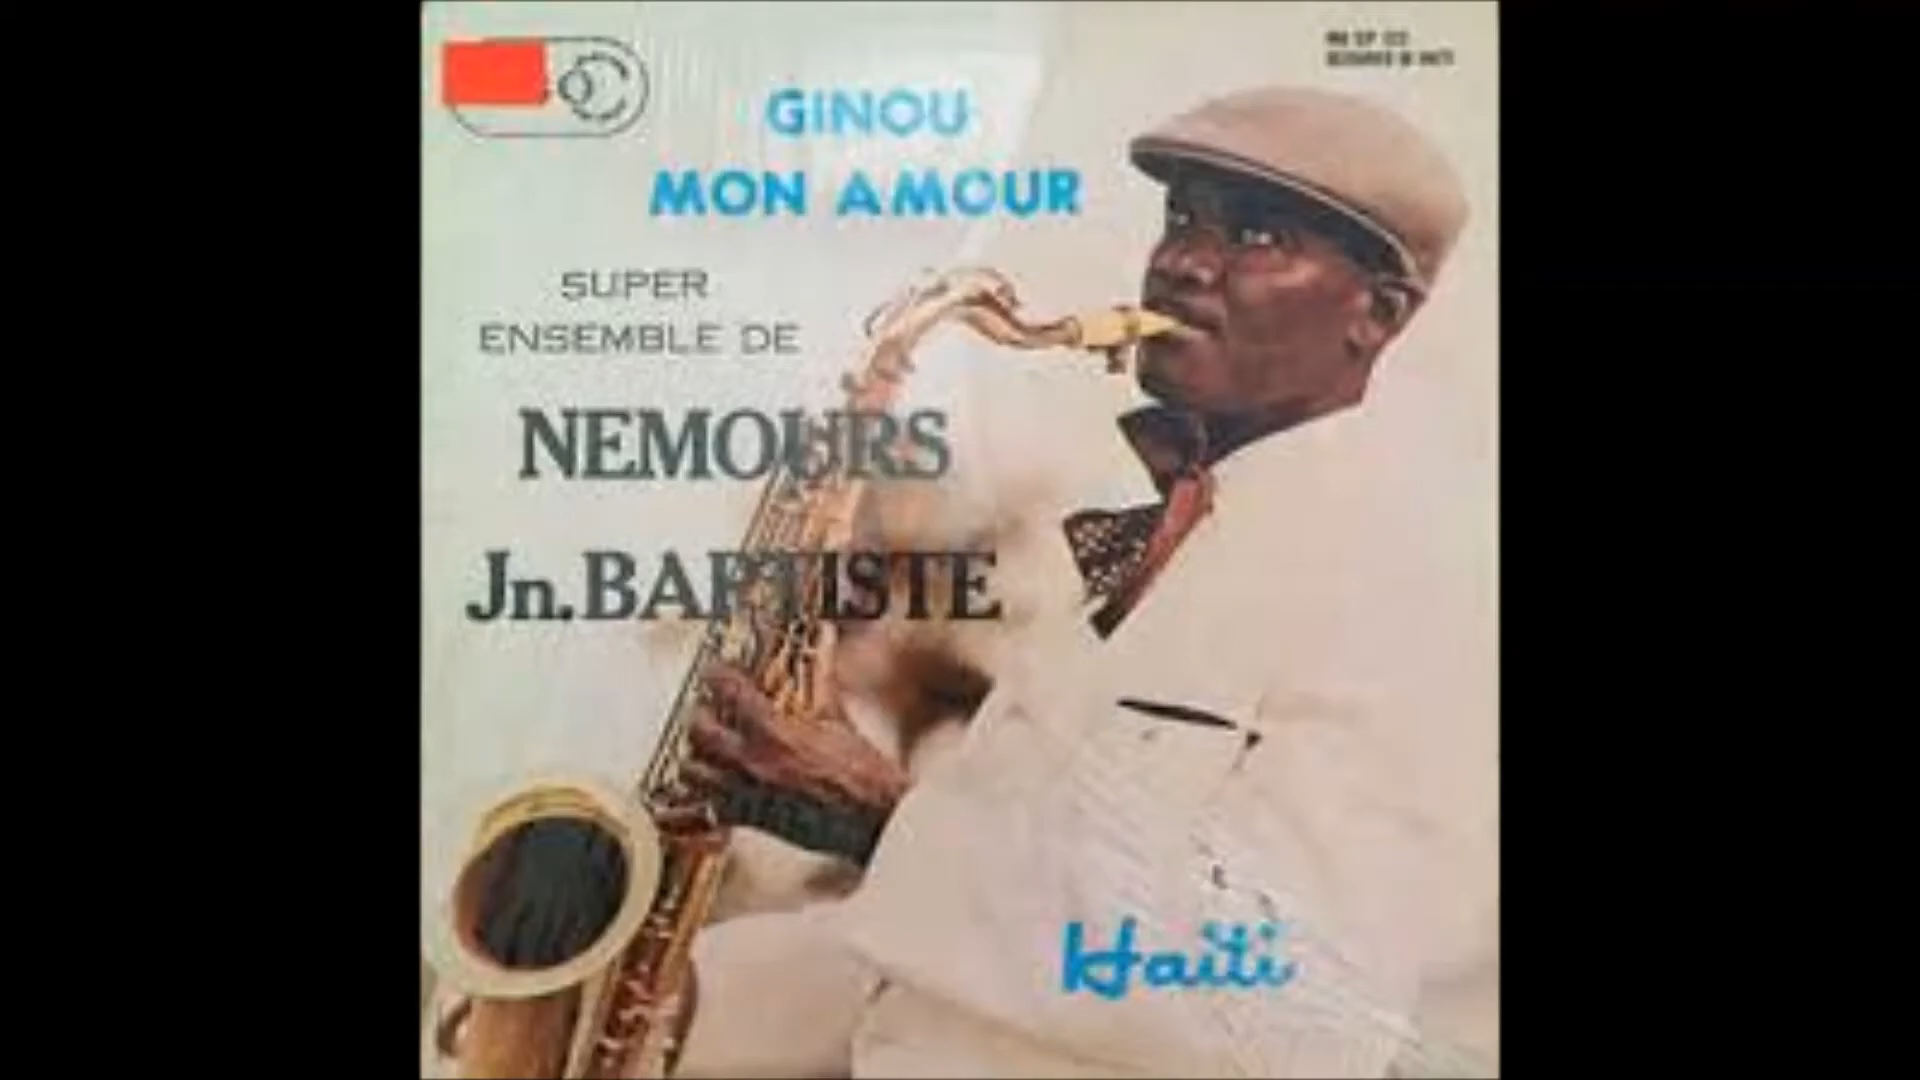 GINOU
MON AMOUR
SUPER
ENSEMBLE DE
NEMOURS
Jn.BAPTISTE
Haïti